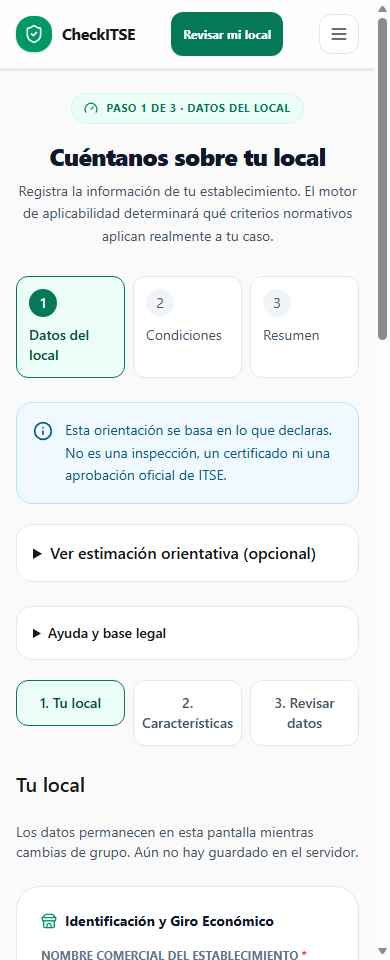 CheckITSE
Revisar mi local
PASO 1 DE 3 · DATOS DEL LOCAL
Cuéntanos sobre tu local
Registra la información de tu establecimiento. El motor
de aplicabilidad determinará qué criterios normativos
aplican realmente a tu caso.
1
Datos del
local
2
Condiciones
3
Resumen
Esta orientación se basa en lo que declaras.
No es una inspección, un certificado ni una
aprobación oficial de ITSE.
Ver estimación orientativa (opcional)
Ayuda y base legal
1. Tu local
2.
Características
3. Revisar
datos
Tu local
Los datos permanecen en esta pantalla mientras
cambias de grupo. Aún no hay guardado en el servidor.
Identificación y Giro Económico
NOMBRE COMERCIAL DEL ESTABLECIMIENTO *